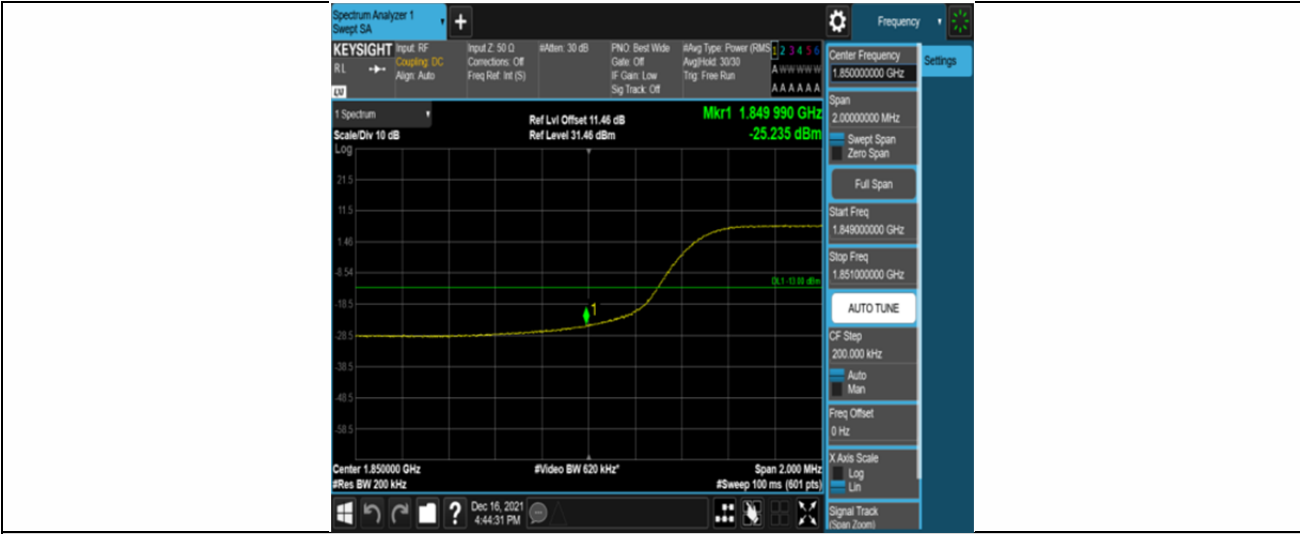 Spectrum Analyzer 1
Swept SA
+
Frequency
KEYSIGHT
R L
Input: RF
Coupling: DC
Align: Auto
Input Z: 50 Ω
Corrections: Off
Freq Ref: Int (S)
#Atten: 30 dB
PNO: Best Wide
Gate: Off
IF Gain: Low
Sig Track: Off
#Avg Type: Power (RMS
Avg|Hold: 30/30
Trig: Free Run
1 2 3 4 5 6
A W W W W W
A A A A A A
1 Spectrum
Scale/Div 10 dB
Log
Ref Lvl Offset 11.46 dB
Ref Level 31.46 dBm
Mkr1 1.849 990 GHz
-25.235 dBm
21.5
11.5
1.46
-8.54
-18.5
-28.5
-38.5
-48.5
-58.5
DL1 -13.00 dBm
1
Center 1.850000 GHz
#Res BW 200 kHz
#Video BW 620 kHz*
Span 2.000 MHz
#Sweep 100 ms (601 pts)
Dec 16, 2021
4:44:31 PM
?
Center Frequency
1.850000000 GHz
Settings
Span
2.00000000 MHz
Swept Span
Zero Span
Full Span
Start Freq
1.849000000 GHz
Stop Freq
1.851000000 GHz
AUTO TUNE
CF Step
200.000 kHz
Auto
Man
Freq Offset
0 Hz
X Axis Scale
Log
Lin
Signal Track
(Span Zoom)